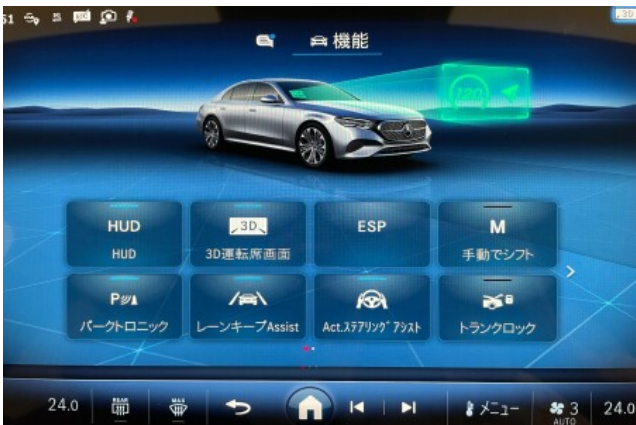 51
3D
機能
120
HUD
HUD
3D
3D運転席画面
ESP
M
手動でシフト
P
パークトロニック
レーンキープAssist
Act.ステアリングアシスト
トランクロック
24.0
REAR
MAX
メニュー
3
AUTO
24.0